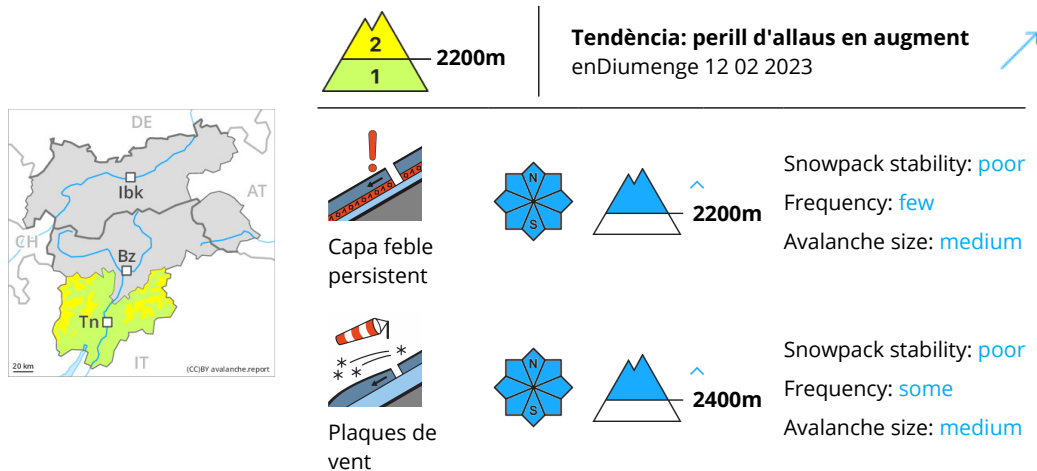 2
1
2200m
Tendència: perill d'allaus en augment
enDiumenge 12 02 2023
DE
Ibk
AT
CH
Bz
Tn
IT
20 km
(CC)BY avalanche.report
Capa feble
persistent
N
S
2200m
Snowpack stability: poor
Frequency: few
Avalanche size: medium
Plaques de
vent
N
S
2400m
Snowpack stability: poor
Frequency: some
Avalanche size: medium